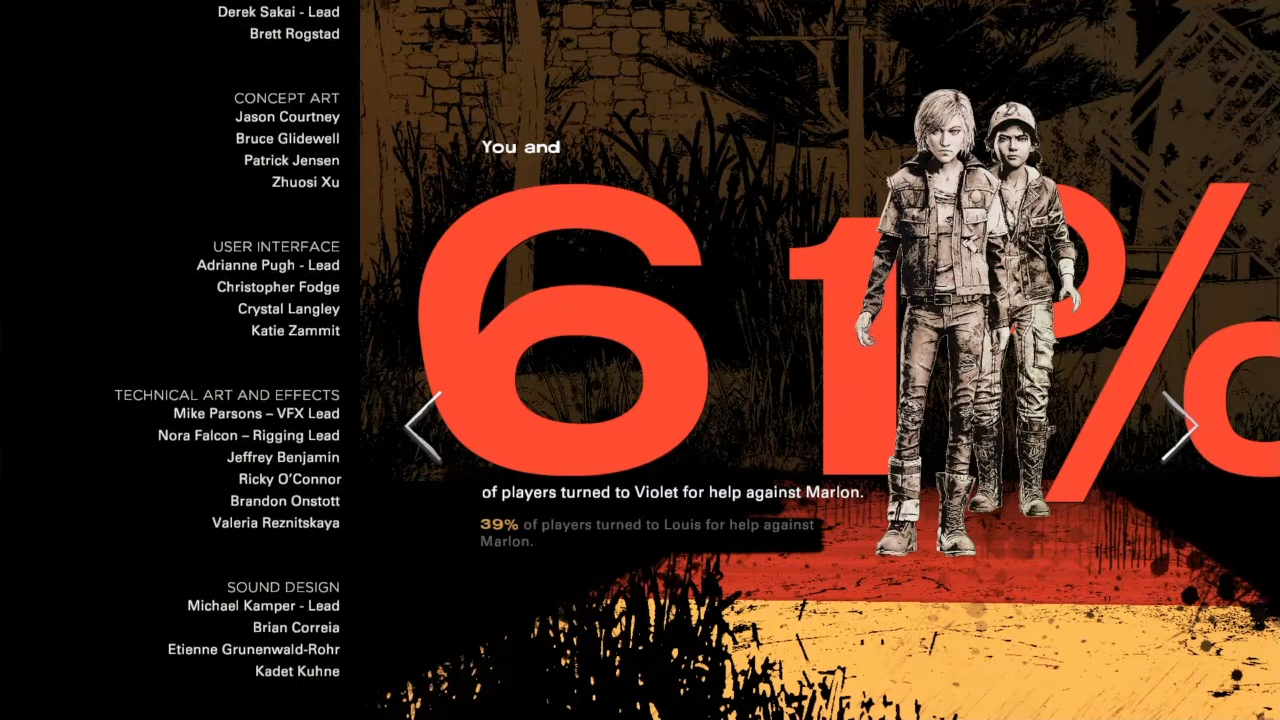 Derek Sakai - Lead
Brett Rogstad
CONCEPT ART
Jason Courtney
Bruce Glidewell
Patrick Jensen
Zhuosi Xu
USER INTERFACE
Adrianne Pugh - Lead
Christopher Fodge
Crystal Langley
Katie Zammit
TECHNICAL ART AND EFFECTS
Mike Parsons – VFX Lead
Nora Falcon – Rigging Lead
Jeffrey Benjamin
Ricky O'Connor
Brandon Onstott
Valeria Reznitskaya
SOUND DESIGN
Michael Kamper - Lead
Brian Correia
Etienne Grunenwald-Rohr
Kadet Kuhne
You and
61%
of players turned to Violet for help against Marlon.
39% of players turned to Louis for help against
Marlon.